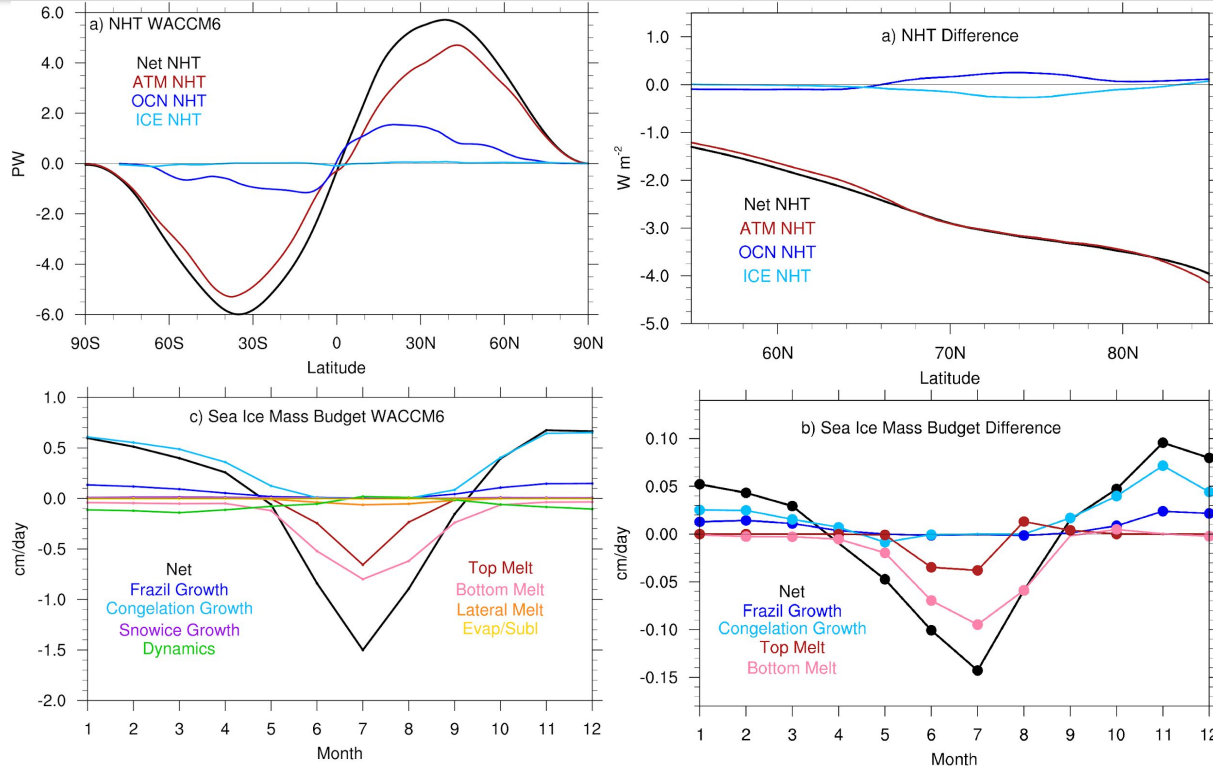 a) NHT WACCM6
Net NHT
ATM NHT
OCN NHT
ICE NHT
6.0
4.0
2.0
0.0
-2.0
-4.0
-6.0
PW
90S 60S 30S 0 30N 60N 90N
Latitude
a) NHT Difference
1.0
0.0
-1.0
-2.0
-3.0
-4.0
-5.0
W m⁻²
Net NHT
ATM NHT
OCN NHT
ICE NHT
60N 70N 80N
Latitude
c) Sea Ice Mass Budget WACCM6
1.0
0.5
0.0
-0.5
-1.0
-1.5
-2.0
cm/day
Net
Frazil Growth
Congelation Growth
Snowice Growth
Dynamics
Top Melt
Bottom Melt
Lateral Melt
Evap/Subl
1 2 3 4 5 6 7 8 9 10 11 12
Month
b) Sea Ice Mass Budget Difference
0.10
0.05
0.00
-0.05
-0.10
-0.15
cm/day
Net
Frazil Growth
Congelation Growth
Top Melt
Bottom Melt
1 2 3 4 5 6 7 8 9 10 11 12
Month